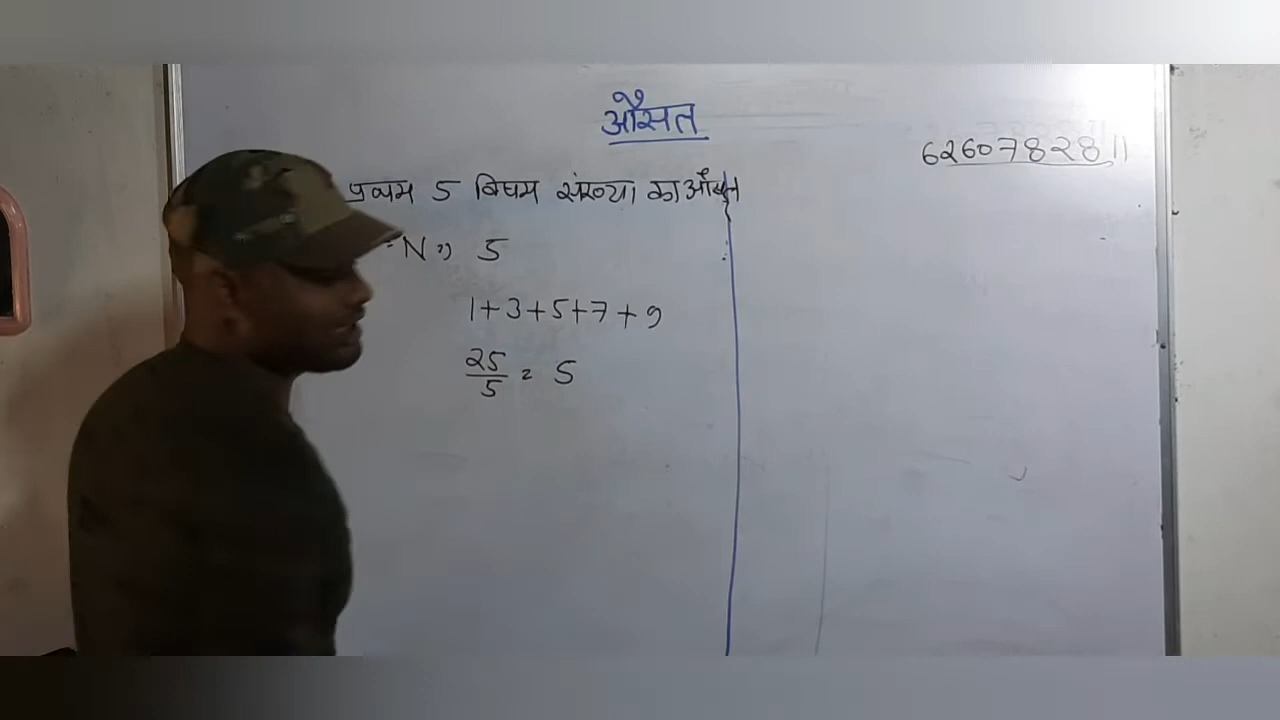 औसत
6260782811
प्रथम 5 विषम संख्या का औसत
N => 5
1+3+5+7+9
25/5 = 5